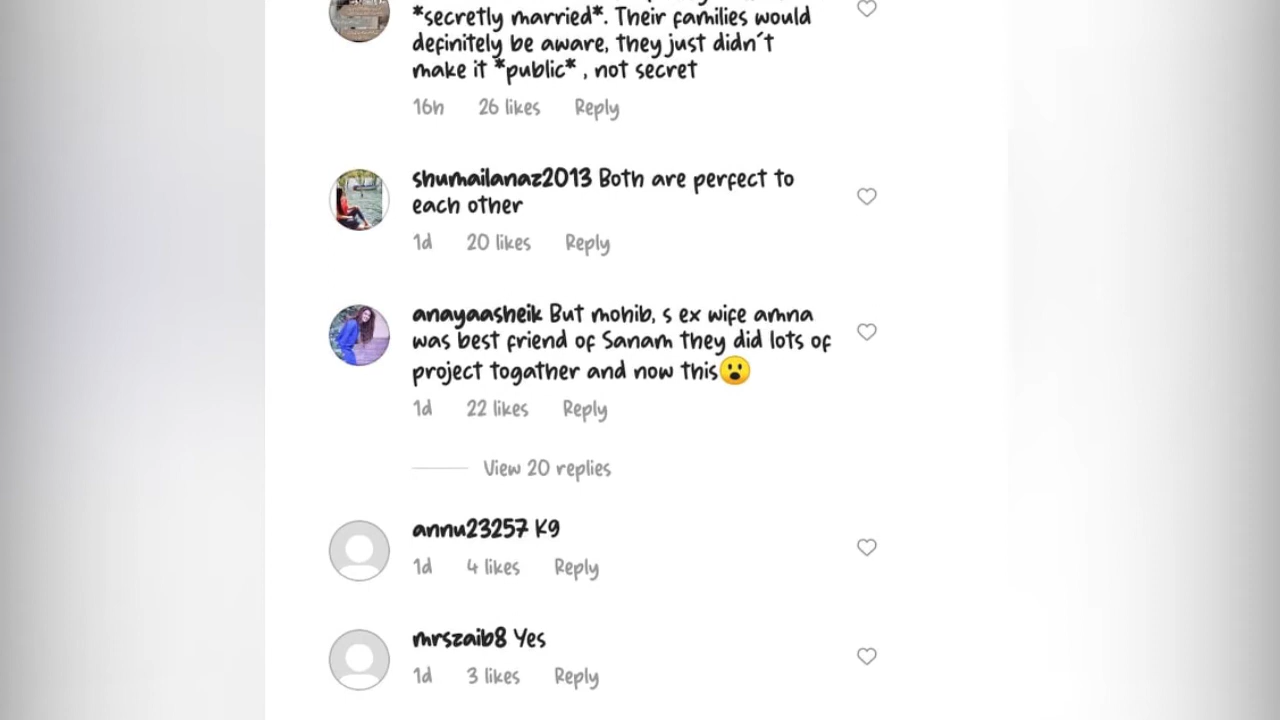 *secretly married*. Their families would
definitely be aware, they just didn´t
make it *public* , not secret
16h 26 likes Reply
shumailanaz2013 Both are perfect to
each other
1d 20 likes Reply
anayaasheik But mohib, s ex wife amna
was best friend of Sanam they did lots of
project togather and now this😮
1d 22 likes Reply
View 20 replies
annu23257 K9
1d 4 likes Reply
mrszaib8 Yes
1d 3 likes Reply